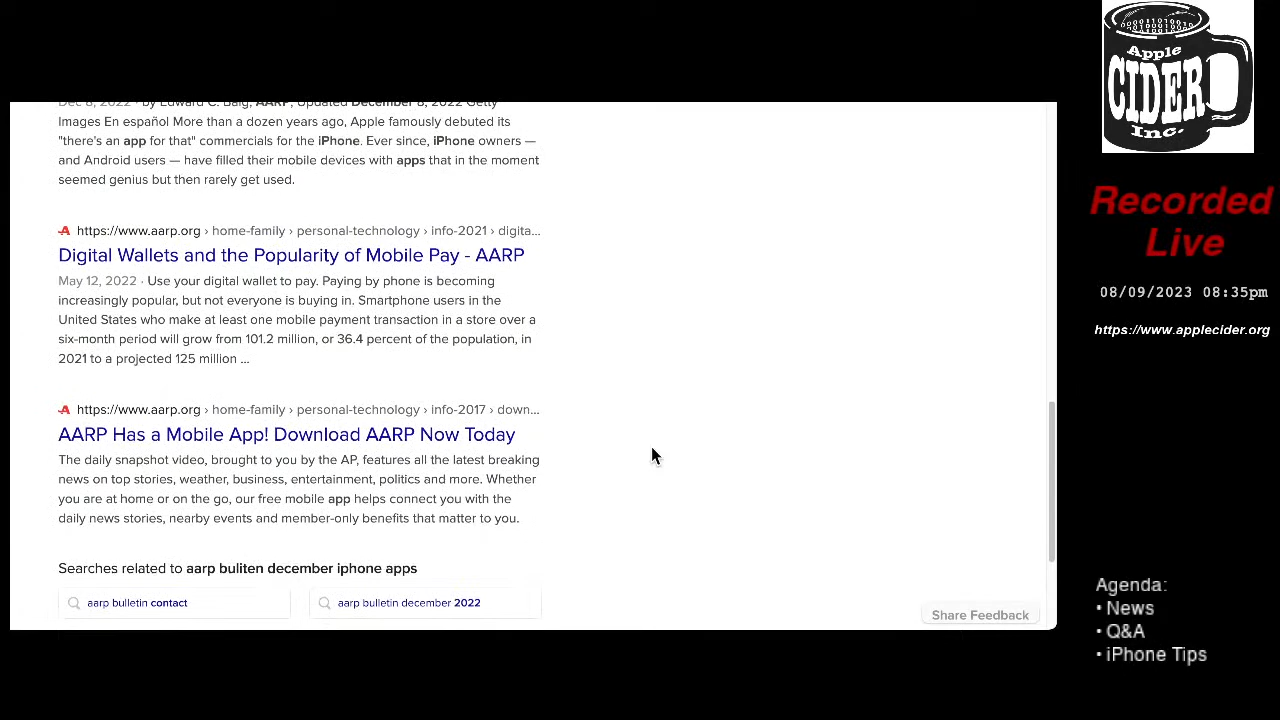 Dec 8, 2022 · by Edward C. Baig, AARP, Updated December 8, 2022 Getty
Images En español More than a dozen years ago, Apple famously debuted its
"there's an app for that" commercials for the iPhone. Ever since, iPhone owners —
and Android users — have filled their mobile devices with apps that in the moment
seemed genius but then rarely get used.
https://www.aarp.org › home-family › personal-technology › info-2021 › digita...
Digital Wallets and the Popularity of Mobile Pay - AARP
May 12, 2022 · Use your digital wallet to pay. Paying by phone is becoming
increasingly popular, but not everyone is buying in. Smartphone users in the
United States who make at least one mobile payment transaction in a store over a
six-month period will grow from 101.2 million, or 36.4 percent of the population, in
2021 to a projected 125 million ...
https://www.aarp.org › home-family › personal-technology › info-2017 › down...
AARP Has a Mobile App! Download AARP Now Today
The daily snapshot video, brought to you by the AP, features all the latest breaking
news on top stories, weather, business, entertainment, politics and more. Whether
you are at home or on the go, our free mobile app helps connect you with the
daily news stories, nearby events and member-only benefits that matter to you.
Searches related to aarp buliten december iphone apps
aarp bulletin contact
aarp bulletin december 2022
Share Feedback
Apple
CIDER
Inc.
Recorded
Live
08/09/2023 08:35pm
https://www.applecider.org
Agenda:
• News
• Q&A
• iPhone Tips